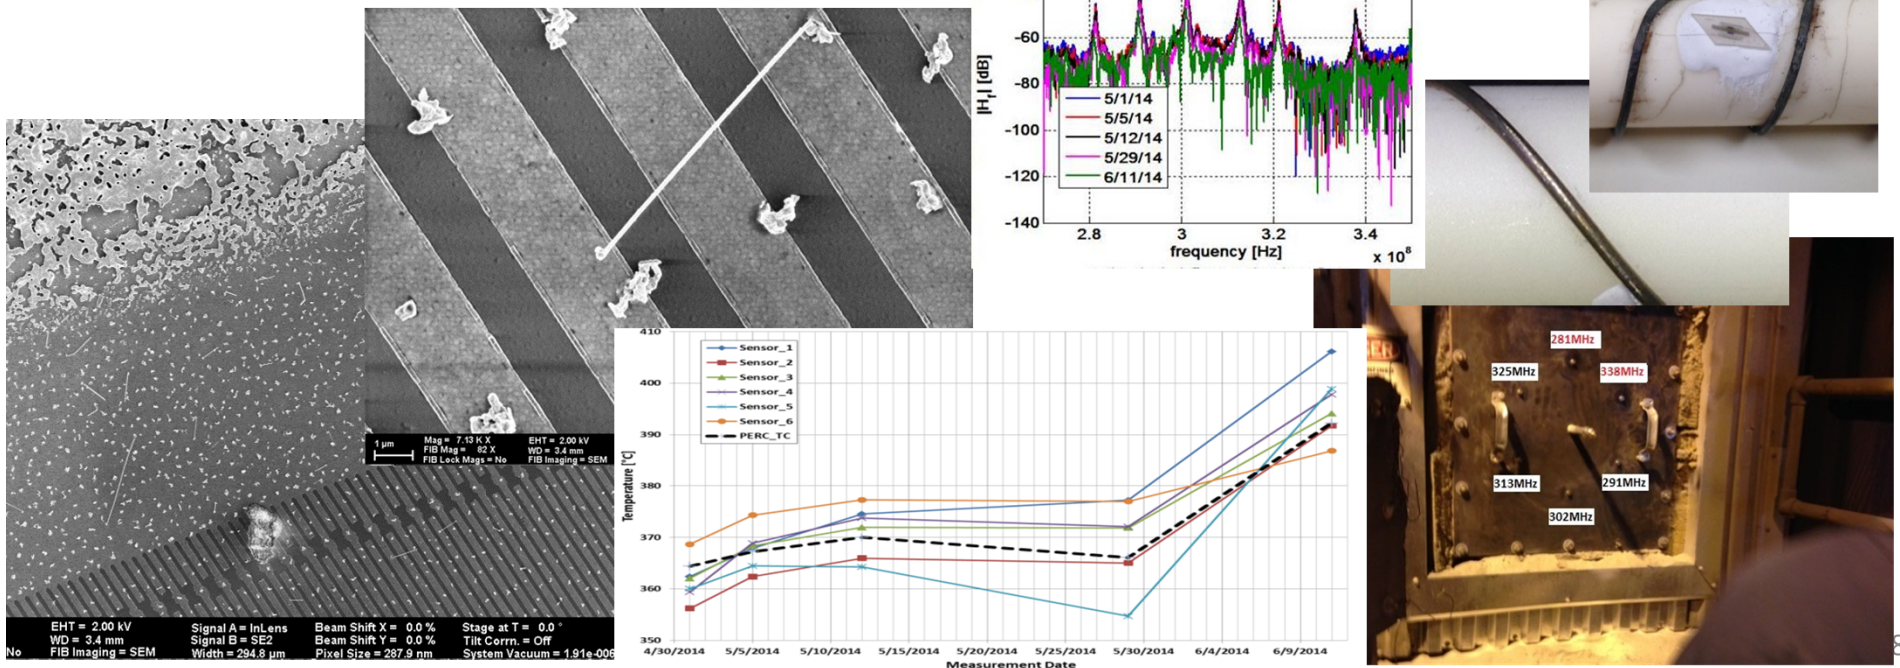 1 µm
Mag = 7.13 K X
FIB Mag = 82 X
FIB Lock Mags = No
EHT = 2.00 kV
WD = 3.4 mm
FIB Imaging = SEM
No
EHT = 2.00 kV
WD = 3.4 mm
FIB Imaging = SEM
Signal A = InLens
Signal B = SE2
Width = 294.8 µm
Beam Shift X = 0.0 %
Beam Shift Y = 0.0 %
Pixel Size = 287.9 nm
Stage at T = 0.0 °
Tilt Corrn. = Off
System Vacuum = 1.91e-006
|Hf| [dB]
-60
-80
-100
-120
-140
5/1/14
5/5/14
5/12/14
5/29/14
6/11/14
2.8 3 3.2 3.4
frequency [Hz]
x 10⁸
Temperature [°C]
410
400
390
380
370
360
350
Sensor_1
Sensor_2
Sensor_3
Sensor_4
Sensor_5
Sensor_6
PERC_TC
4/30/2014 5/5/2014 5/10/2014 5/15/2014 5/20/2014 5/25/2014 5/30/2014 6/4/2014 6/9/2014
Measurement Date
281MHz
325MHz
338MHz
313MHz
291MHz
302MHz